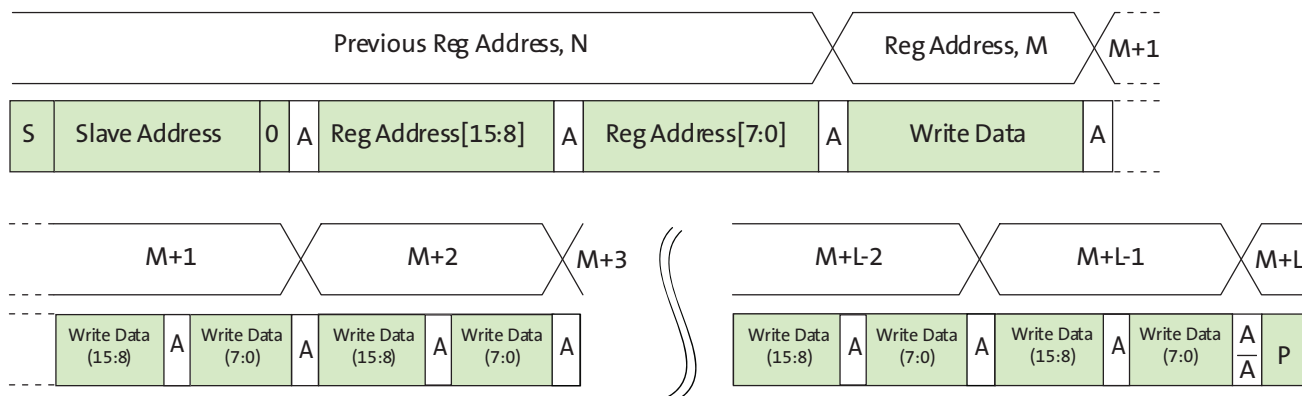 Previous Reg Address, N Reg Address, M M+1
S Slave Address 0 A Reg Address[15:8] A Reg Address[7:0] A Write Data A
M+1 M+2 M+3 M+L-2 M+L-1 M+L
Write Data (15:8) A Write Data (7:0) A Write Data (15:8) A Write Data (7:0) A Write Data (15:8) A Write Data (7:0) A Write Data (15:8) A Write Data (7:0) A A P